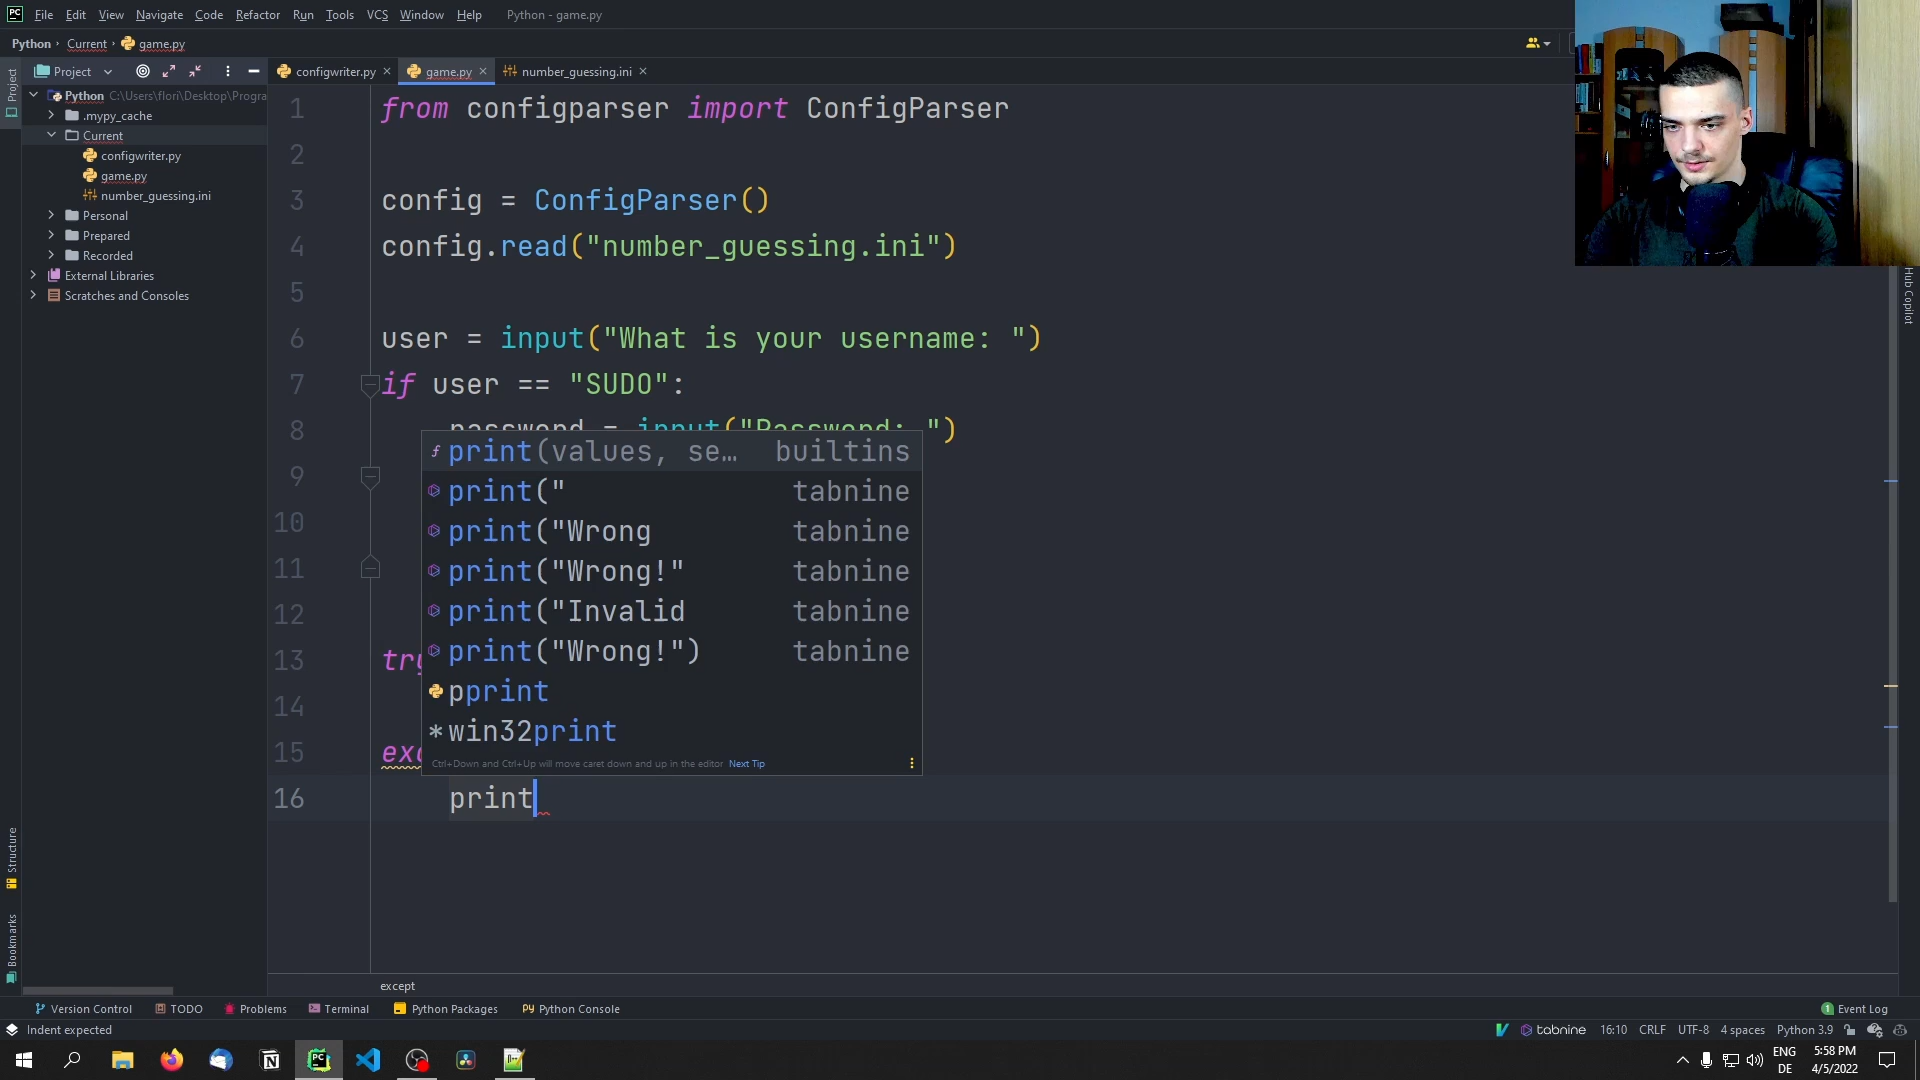 File Edit View Navigate Code Refactor Run Tools VCS Window Help Python - game.py
Python Current game.py
Project
configwriter.py game.py number_guessing.ini
Project
Python C:\Users\flori\Desktop\Progra
.mypy_cache
Current
configwriter.py
game.py
number_guessing.ini
Personal
Prepared
Recorded
External Libraries
Scratches and Consoles
1 from configparser import ConfigParser
2
3 config = ConfigParser()
4 config.read("number_guessing.ini")
5
6 user = input("What is your username: ")
7 if user == "SUDO":
8 password = input("Password: ")
9
10
11
12
13 try
14
15 exc
16 print
print(values, se… builtins
print(" tabnine
print("Wrong tabnine
print("Wrong!" tabnine
print("Invalid tabnine
print("Wrong!") tabnine
pprint
win32print
Ctrl+Down and Ctrl+Up will move caret down and up in the editor Next Tip
Hub Copilot
Structure
Bookmarks
except
Version Control TODO Problems Terminal Python Packages Python Console 1 Event Log
Indent expected tabnine 16:10 CRLF UTF-8 4 spaces Python 3.9
ENG
DE
5:58 PM
4/5/2022